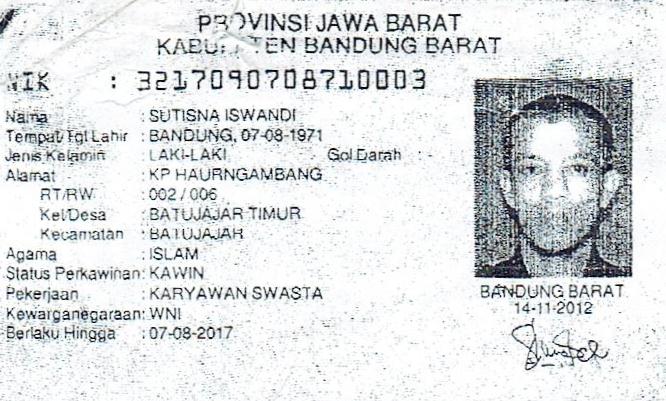 PROVINSI JAWA BARAT
KABUPATEN BANDUNG BARAT
NIK : 3217090708710003
Nama : SUTISNA ISWANDI
Tempat/Tgl Lahir : BANDUNG, 07-08-1971
Jenis Kelamin : LAKI-LAKI Gol Darah : -
Alamat : KP HAURNGAMBANG
RT/RW : 002 / 006
Kel/Desa : BATUJAJAR TIMUR
Kecamatan : BATUJAJAR
Agama : ISLAM
Status Perkawinan: KAWIN
Pekerjaan : KARYAWAN SWASTA
Kewarganegaraan: WNI
Berlaku Hingga : 07-08-2017
BANDUNG BARAT
14-11-2012